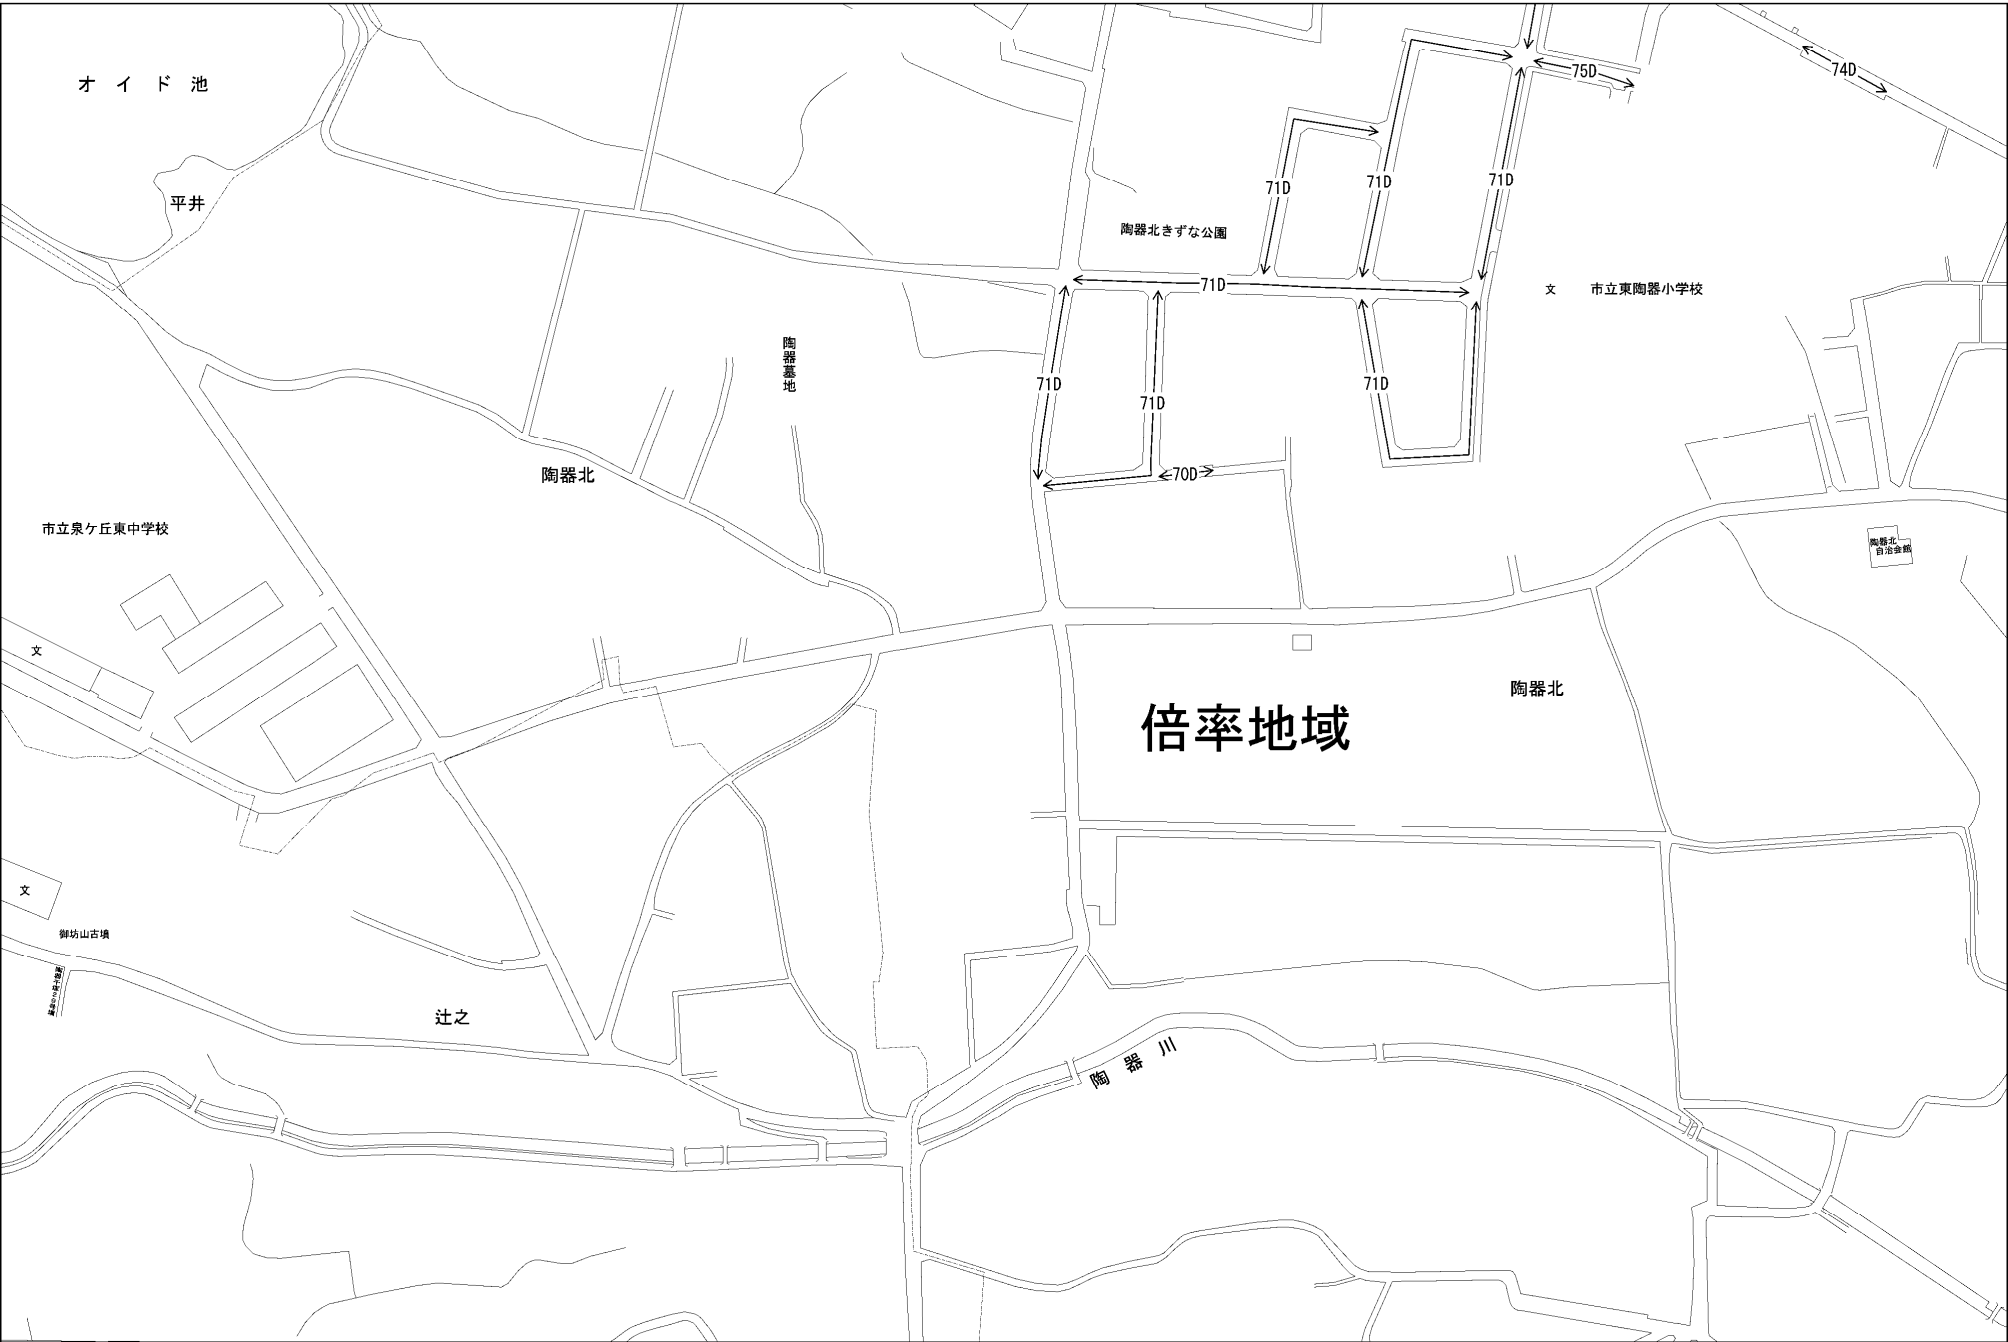 オイド池
平井
74D
75D
71D
71D
71D
陶器北きずな公園
71D
文
市立東陶器小学校
陶器墓地
71D
71D
71D
70D
陶器北
市立泉ケ丘東中学校
陶器北
自治会館
文
陶器北
倍率地域
文
御坊山古墳
辻之
陶器川